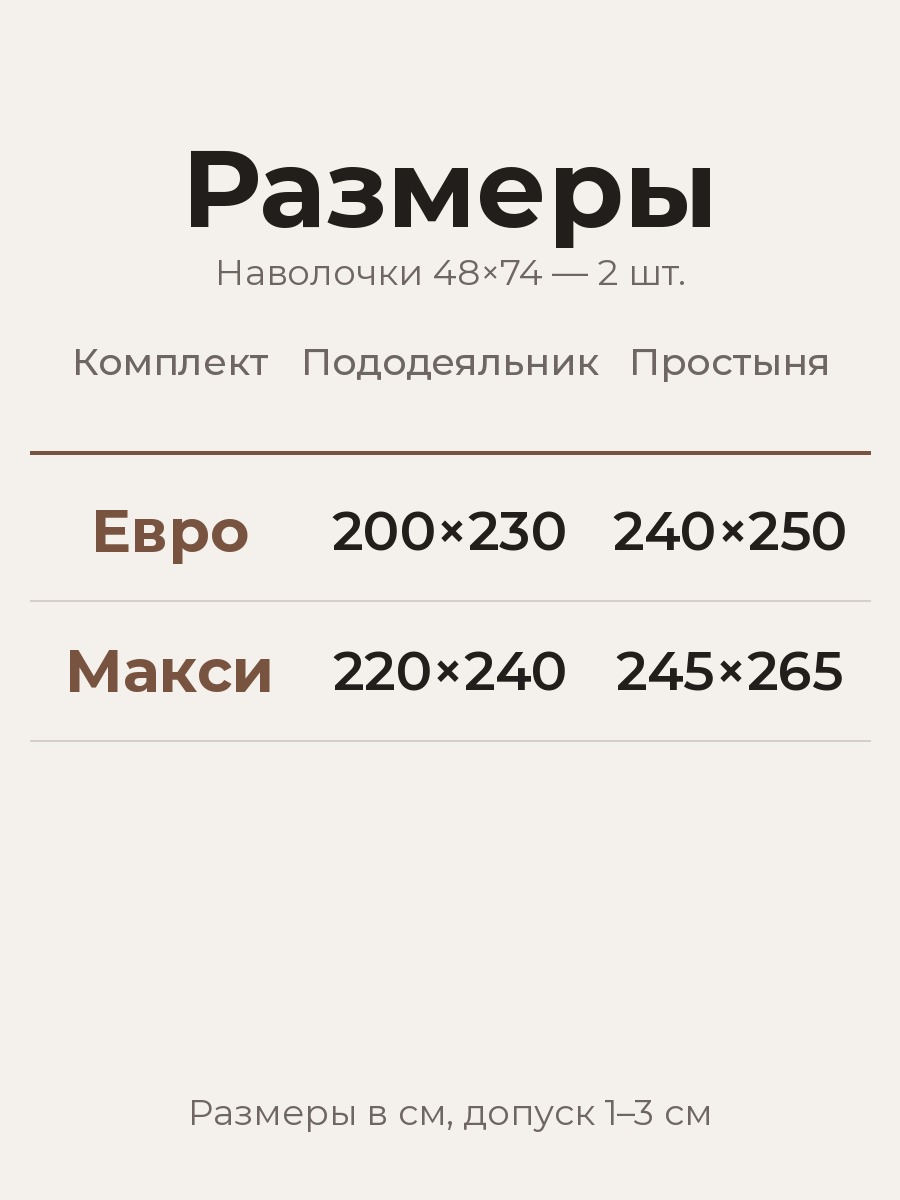 Размеры
Наволочки 48×74 — 2 шт.
Комплект Пододеяльник Простыня
Евро 200×230 240×250
Макси 220×240 245×265
Размеры в см, допуск 1–3 см